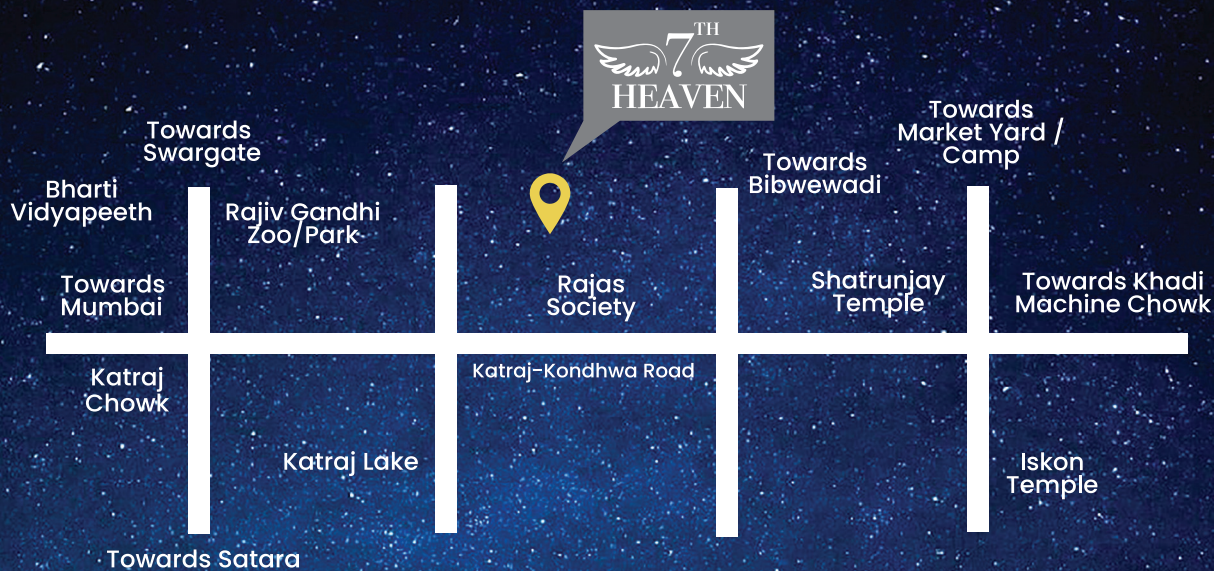 7TH
HEAVEN
Towards
Swargate
Towards
Market Yard /
Camp
Bharti
Vidyapeeth
Rajiv Gandhi
Zoo/Park
Towards
Bibwewadi
Towards
Mumbai
Rajas
Society
Shatrunjay
Temple
Towards Khadi
Machine Chowk
Katraj
Chowk
Katraj-Kondhwa Road
Katraj Lake
Iskon
Temple
Towards Satara